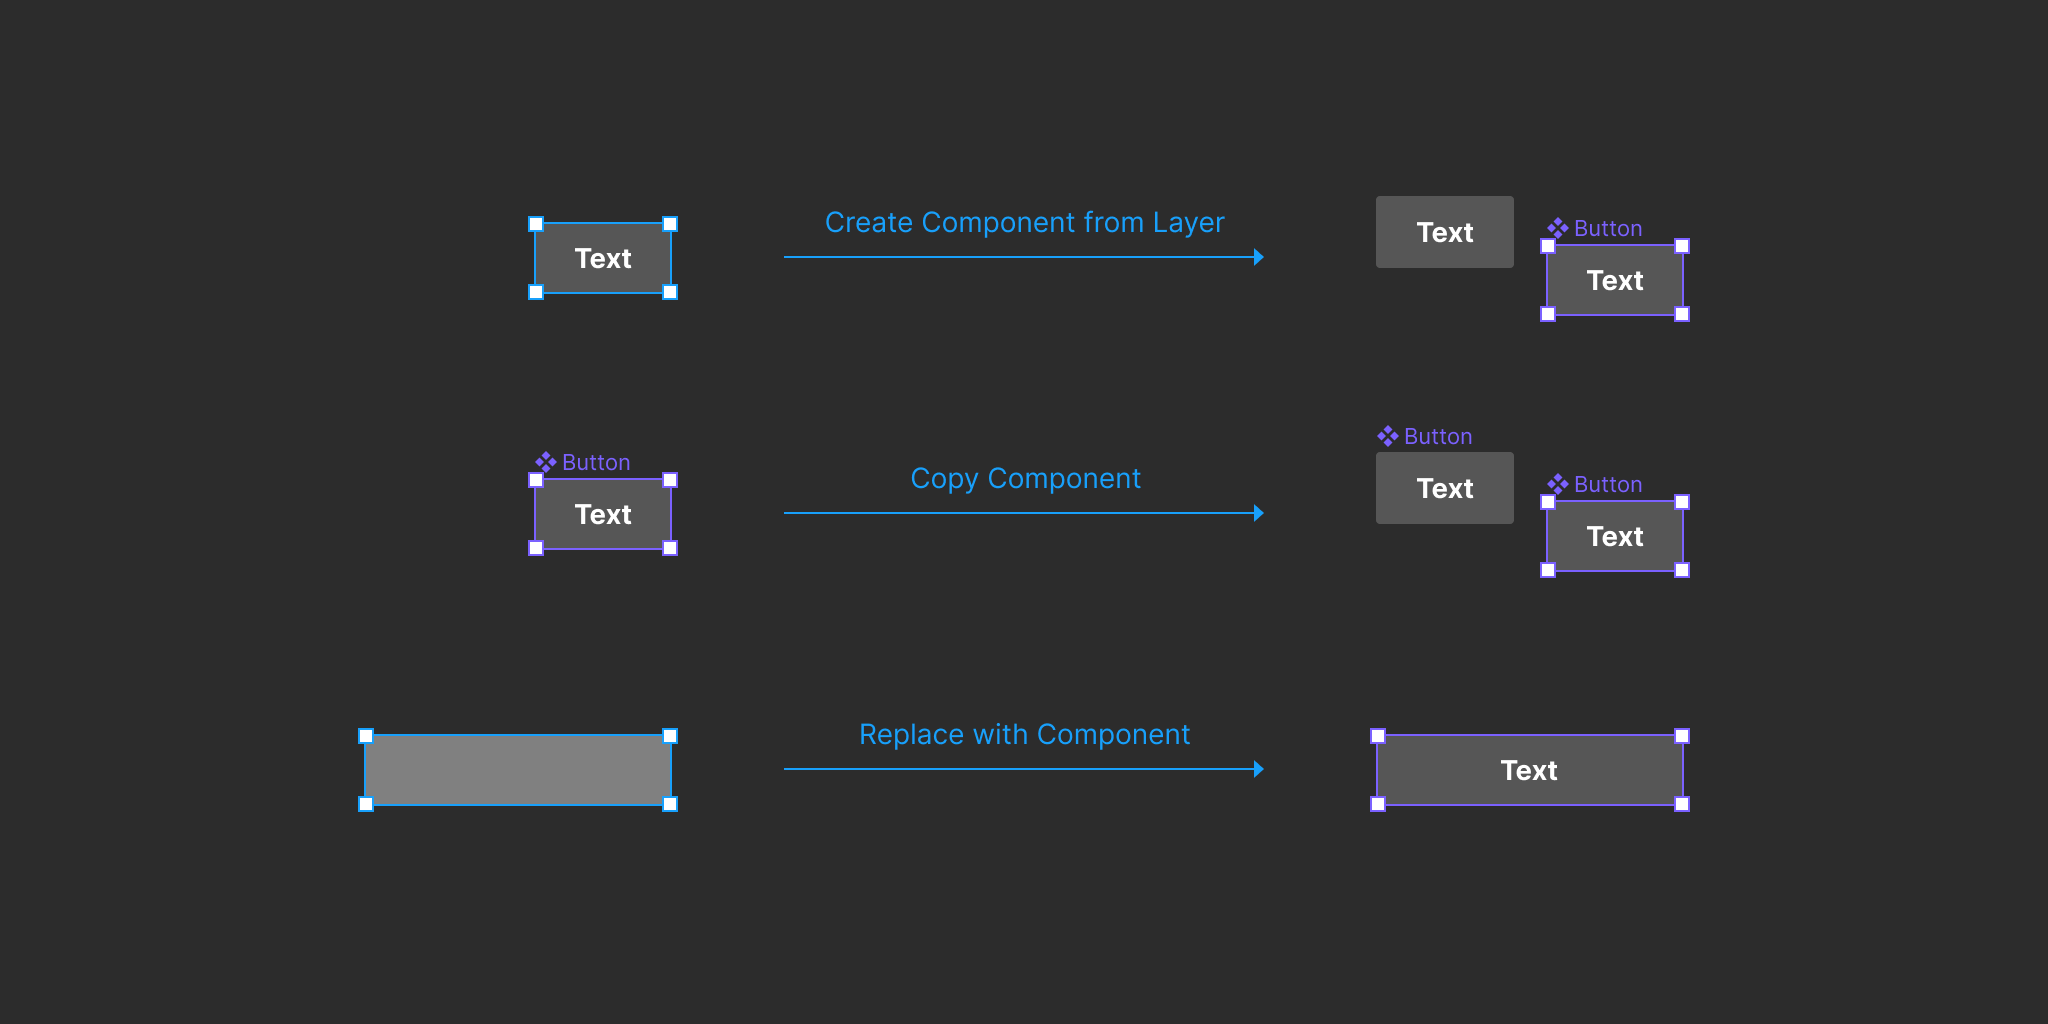 Text
Create Component from Layer
Text
Button
Text
Button
Text
Copy Component
Button
Text
Button
Text
Replace with Component
Text